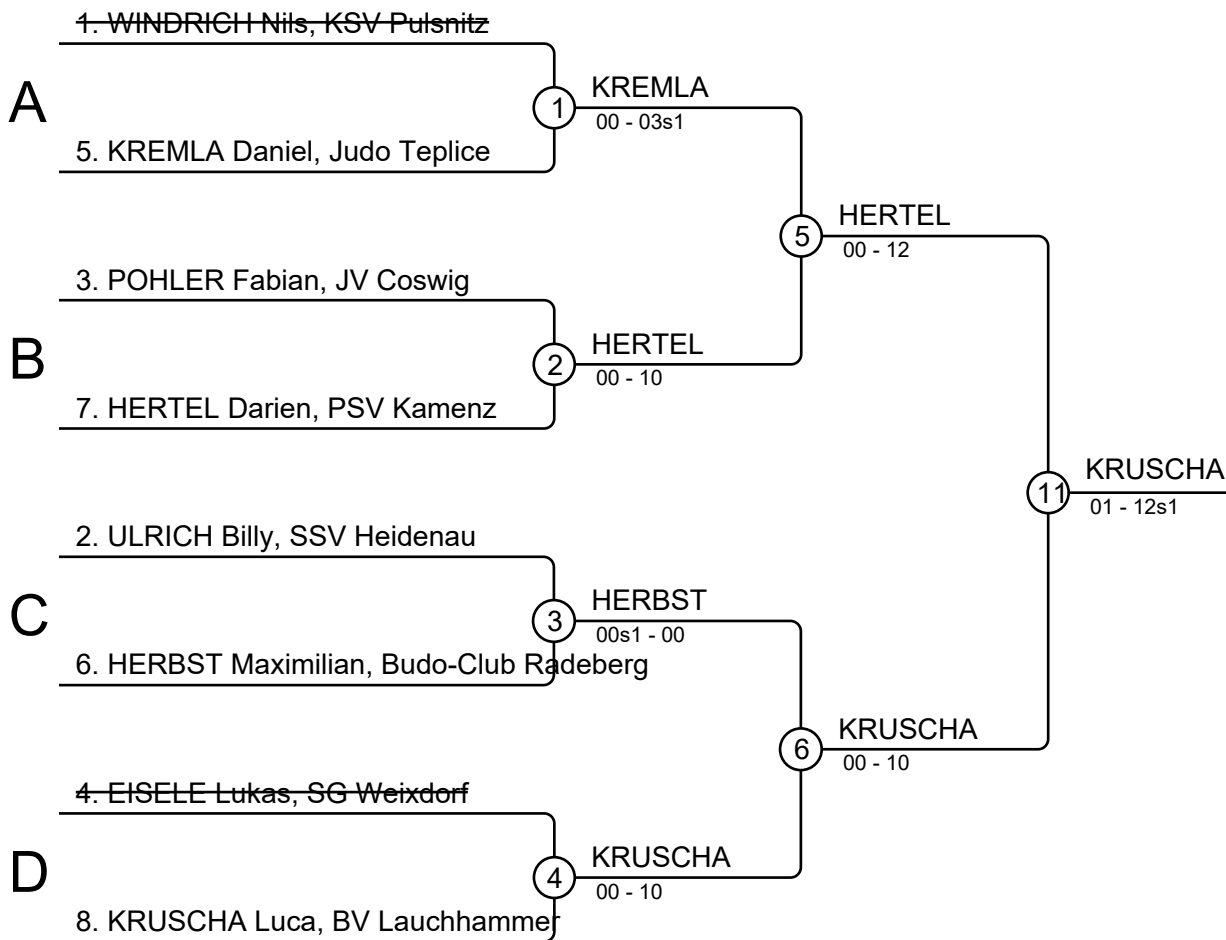 1. WINDRICH Nils, KSV Pulsnitz
A
1
KREMLA
00 - 03s1
5. KREMLA Daniel, Judo Teplice
5
HERTEL
00 - 12
3. POHLER Fabian, JV Coswig
B
2
HERTEL
00 - 10
7. HERTEL Darien, PSV Kamenz
11
KRUSCHA
01 - 12s1
2. ULRICH Billy, SSV Heidenau
C
3
HERBST
00s1 - 00
6. HERBST Maximilian, Budo-Club Radeberg
6
KRUSCHA
00 - 10
4. EISELE Lukas, SG Weixdorf
D
4
KRUSCHA
00 - 10
8. KRUSCHA Luca, BV Lauchhammer